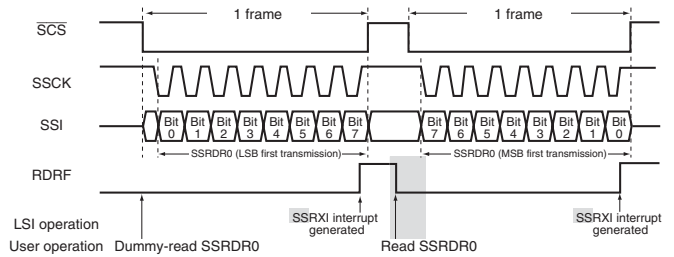 1 frame 1 frame
SCS
SSCK
SSI Bit 0 Bit 1 Bit 2 Bit 3 Bit 4 Bit 5 Bit 6 Bit 7 Bit 7 Bit 6 Bit 5 Bit 4 Bit 3 Bit 2 Bit 1 Bit 0
SSRDR0 (LSB first transmission) SSRDR0 (MSB first transmission)
RDRF
LSI operation SSRXI interrupt generated SSRXI interrupt generated
User operation Dummy-read SSRDR0 Read SSRDR0